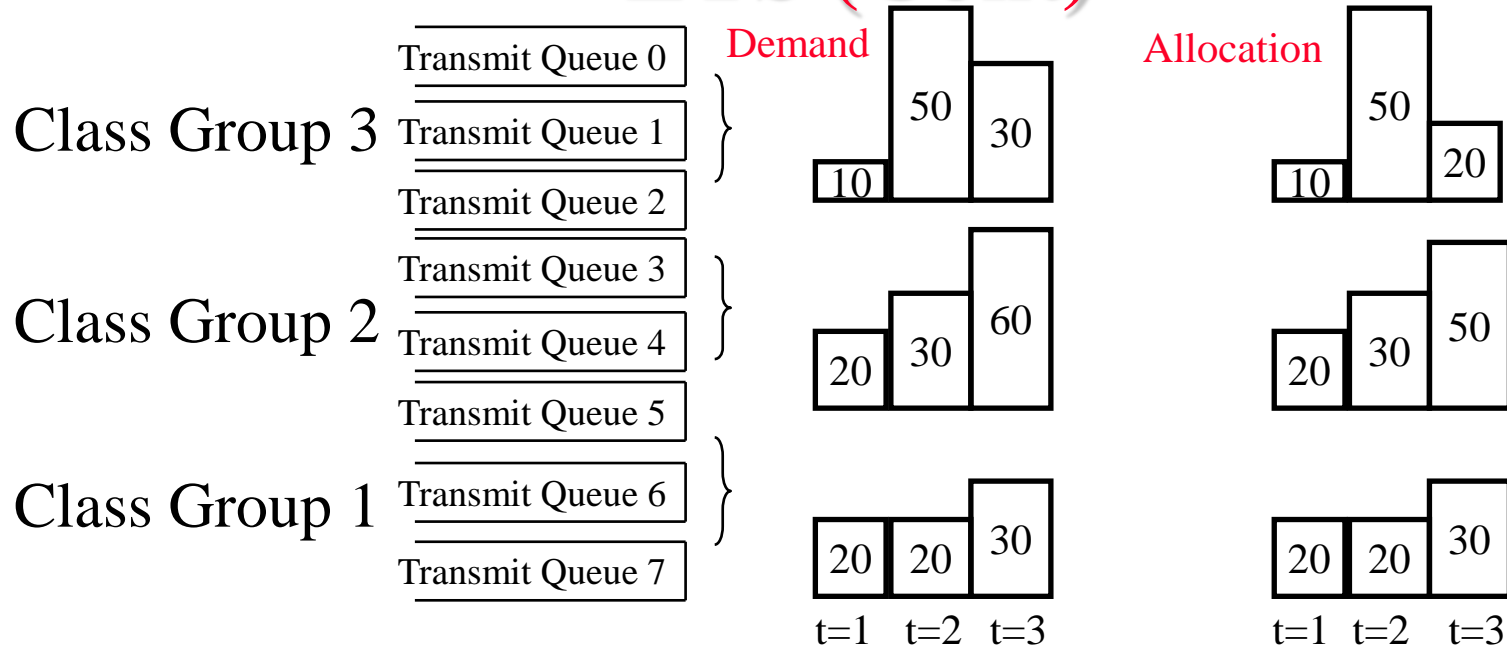 Demand
Allocation
Class Group 3
Transmit Queue 0
Transmit Queue 1
Transmit Queue 2
10 50 30
10 50 20
Class Group 2
Transmit Queue 3
Transmit Queue 4
Transmit Queue 5
20 30 60
20 30 50
Class Group 1
Transmit Queue 6
Transmit Queue 7
20 20 30
20 20 30
t=1 t=2 t=3
t=1 t=2 t=3